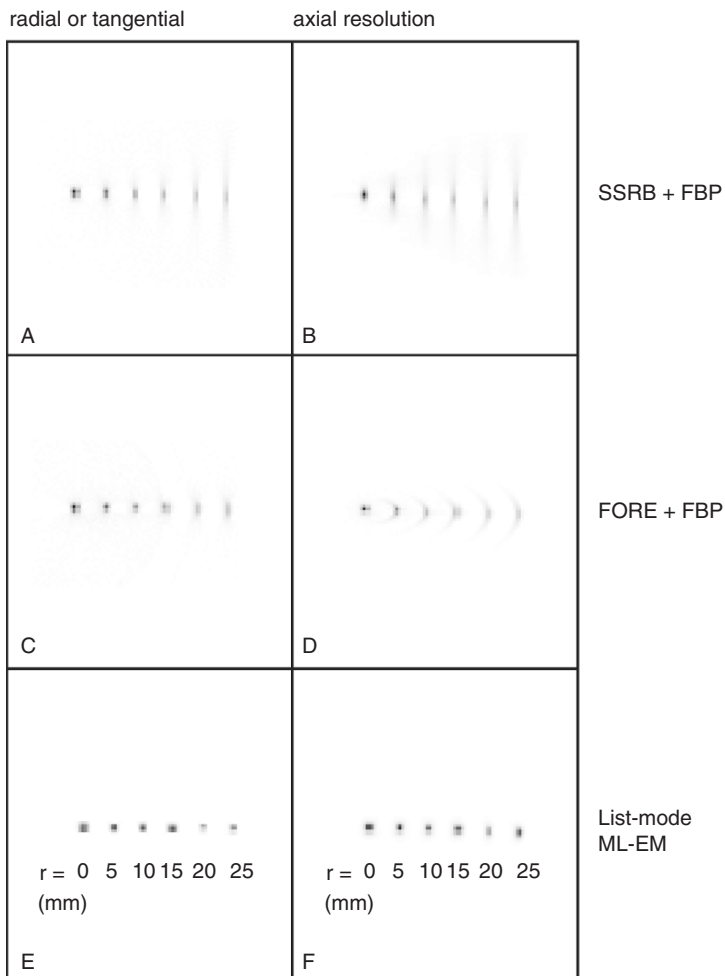 radial or tangential
axial resolution
SSRB + FBP
A
B
FORE + FBP
C
D
List-mode
ML-EM
r = 0 5 10 15 20 25
(mm)
E
r = 0 5 10 15 20 25
(mm)
F